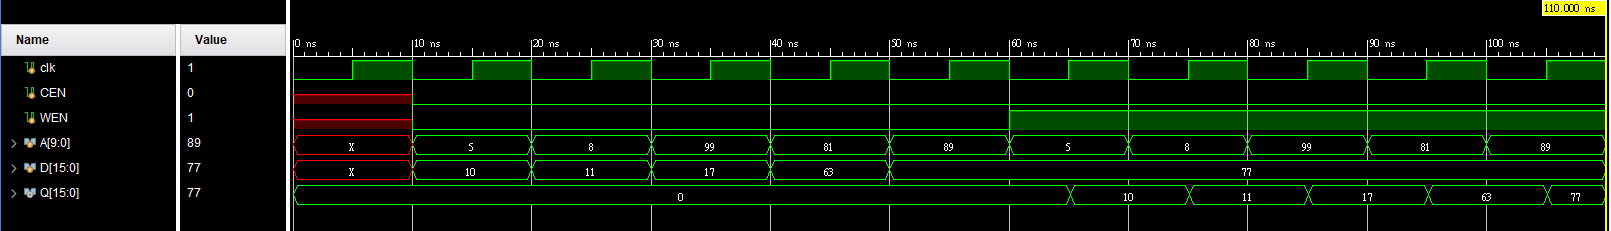 110.000 ns
Name Value
0 ns 10 ns 20 ns 30 ns 40 ns 50 ns 60 ns 70 ns 80 ns 90 ns 100 ns
clk 1
CEN 0
WEN 1
A[9:0] 89 X 5 8 99 81 89 5 8 99 81 89
D[15:0] 77 X 10 11 17 63 77
Q[15:0] 77 0 10 11 17 63 77